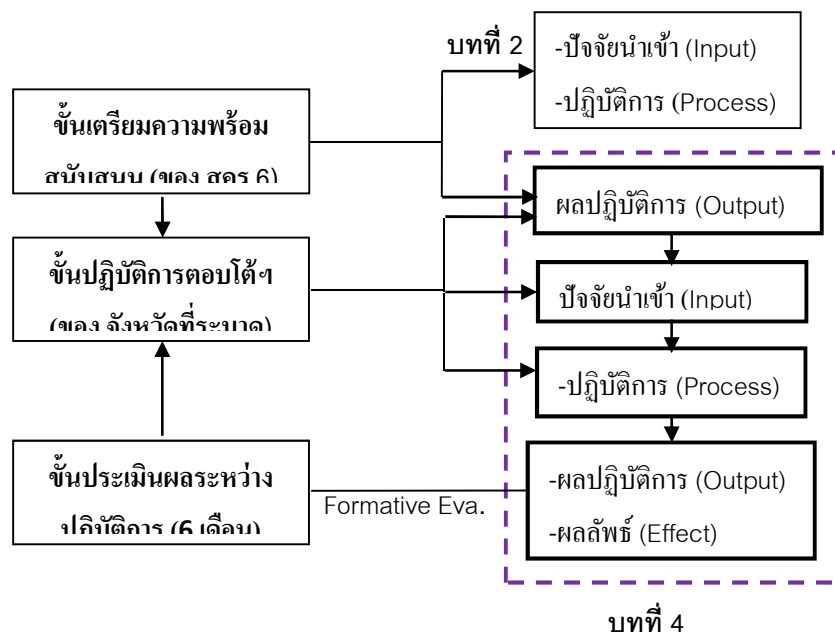 บทที่ 2
-ปัจจัยนำเข้า (Input)
-ปฏิบัติการ (Process)
ขั้นเตรียมความพร้อม
สนับสนุน (ของ สคร 6)
ผลปฏิบัติการ (Output)
ขั้นปฏิบัติการตอบโต้ฯ
(ของ จังหวัดที่ระบาด)
ปัจจัยนำเข้า (Input)
-ปฏิบัติการ (Process)
ขั้นประเมินผลระหว่าง
ปฏิบัติการ (6 เดือน)
Formative Eva.
-ผลปฏิบัติการ (Output)
-ผลลัพธ์ (Effect)
บทที่ 4